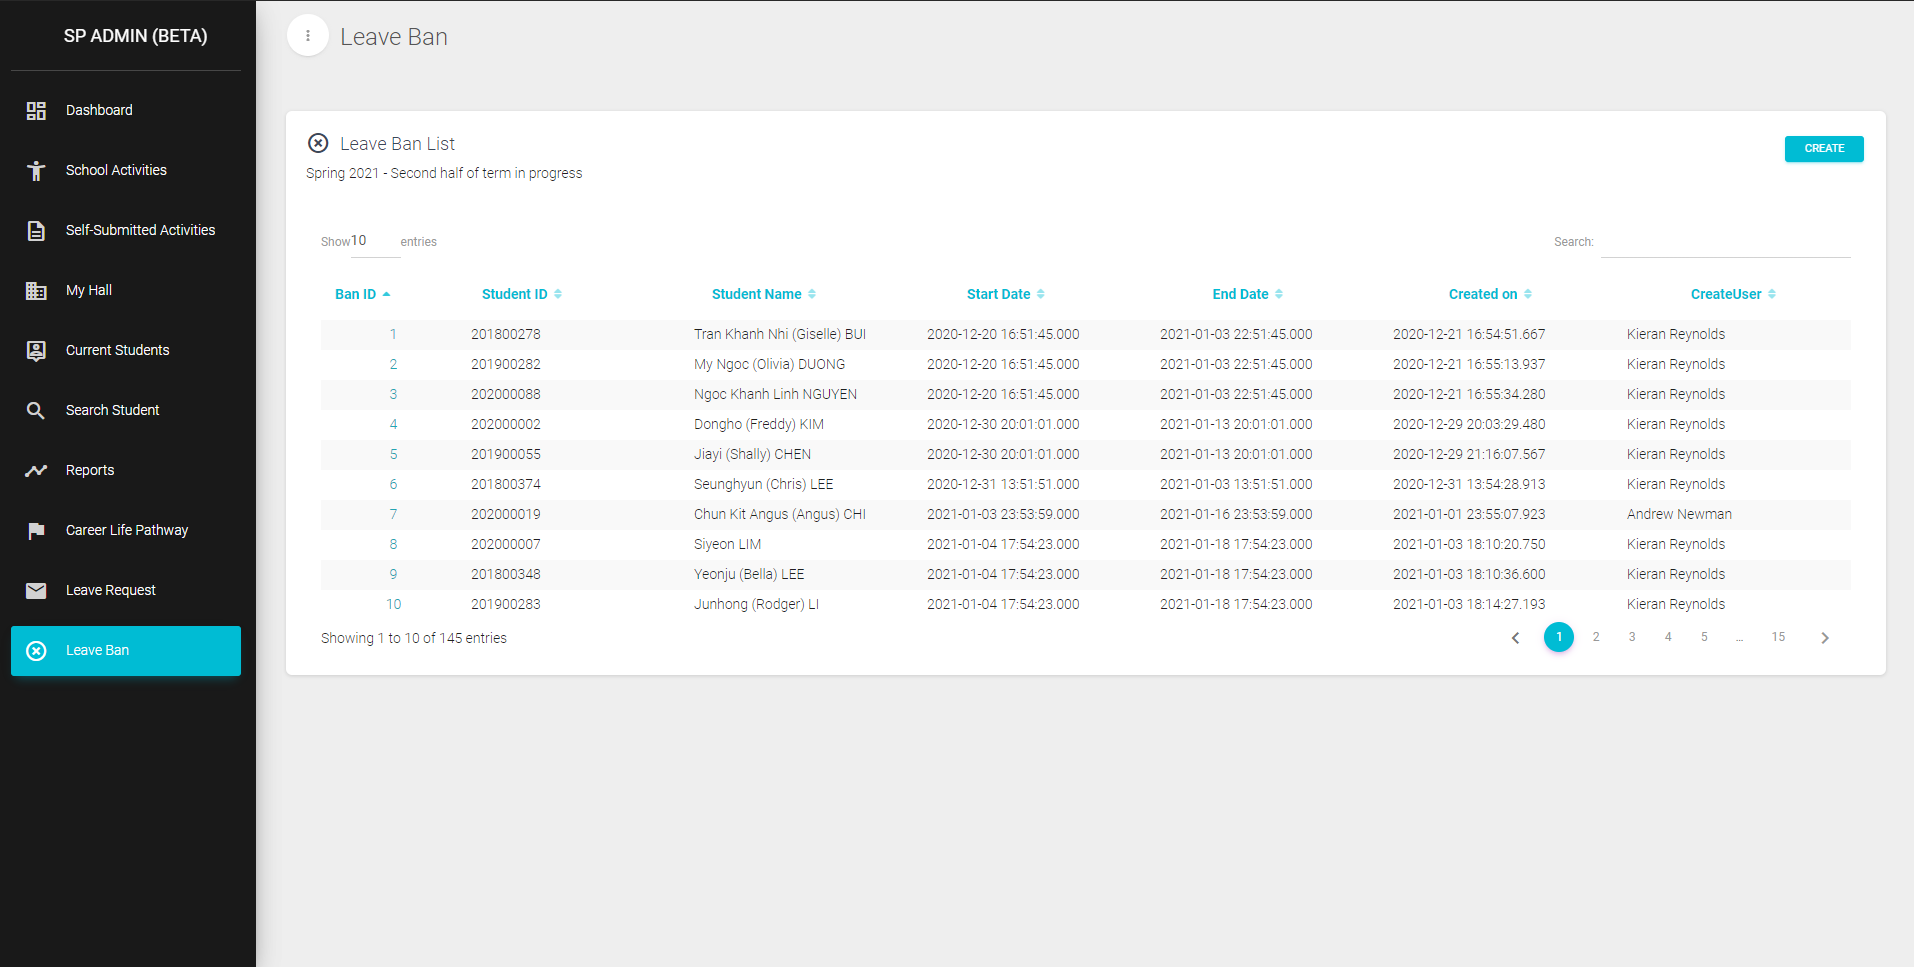 SP ADMIN (BETA)
Dashboard
School Activities
Self-Submitted Activities
My Hall
Current Students
Search Student
Reports
Career Life Pathway
Leave Request
Leave Ban
Leave Ban
Leave Ban List
CREATE
Spring 2021 - Second half of term in progress
Show 10 entries
Search:
Ban ID Student ID Student Name Start Date End Date Created on CreateUser
1 201800278 Tran Khanh Nhi (Giselle) BUI 2020-12-20 16:51:45.000 2021-01-03 22:51:45.000 2020-12-21 16:54:51.667 Kieran Reynolds
2 201900282 My Ngoc (Olivia) DUONG 2020-12-20 16:51:45.000 2021-01-03 22:51:45.000 2020-12-21 16:55:13.937 Kieran Reynolds
3 202000088 Ngoc Khanh Linh NGUYEN 2020-12-20 16:51:45.000 2021-01-03 22:51:45.000 2020-12-21 16:55:34.280 Kieran Reynolds
4 202000002 Dongho (Freddy) KIM 2020-12-30 20:01:01.000 2021-01-13 20:01:01.000 2020-12-29 20:03:29.480 Kieran Reynolds
5 201900055 Jiayi (Shally) CHEN 2020-12-30 20:01:01.000 2021-01-13 20:01:01.000 2020-12-29 21:16:07.567 Kieran Reynolds
6 201800374 Seunghyun (Chris) LEE 2020-12-31 13:51:51.000 2021-01-03 13:51:51.000 2020-12-31 13:54:28.913 Kieran Reynolds
7 202000019 Chun Kit Angus (Angus) CHI 2021-01-03 23:53:59.000 2021-01-16 23:53:59.000 2021-01-01 23:55:07.923 Andrew Newman
8 202000007 Siyeon LIM 2021-01-04 17:54:23.000 2021-01-18 17:54:23.000 2021-01-03 18:10:20.750 Kieran Reynolds
9 201800348 Yeonju (Bella) LEE 2021-01-04 17:54:23.000 2021-01-18 17:54:23.000 2021-01-03 18:10:36.600 Kieran Reynolds
10 201900283 Junhong (Rodger) LI 2021-01-04 17:54:23.000 2021-01-18 17:54:23.000 2021-01-03 18:14:27.193 Kieran Reynolds
Showing 1 to 10 of 145 entries
1 2 3 4 5 … 15